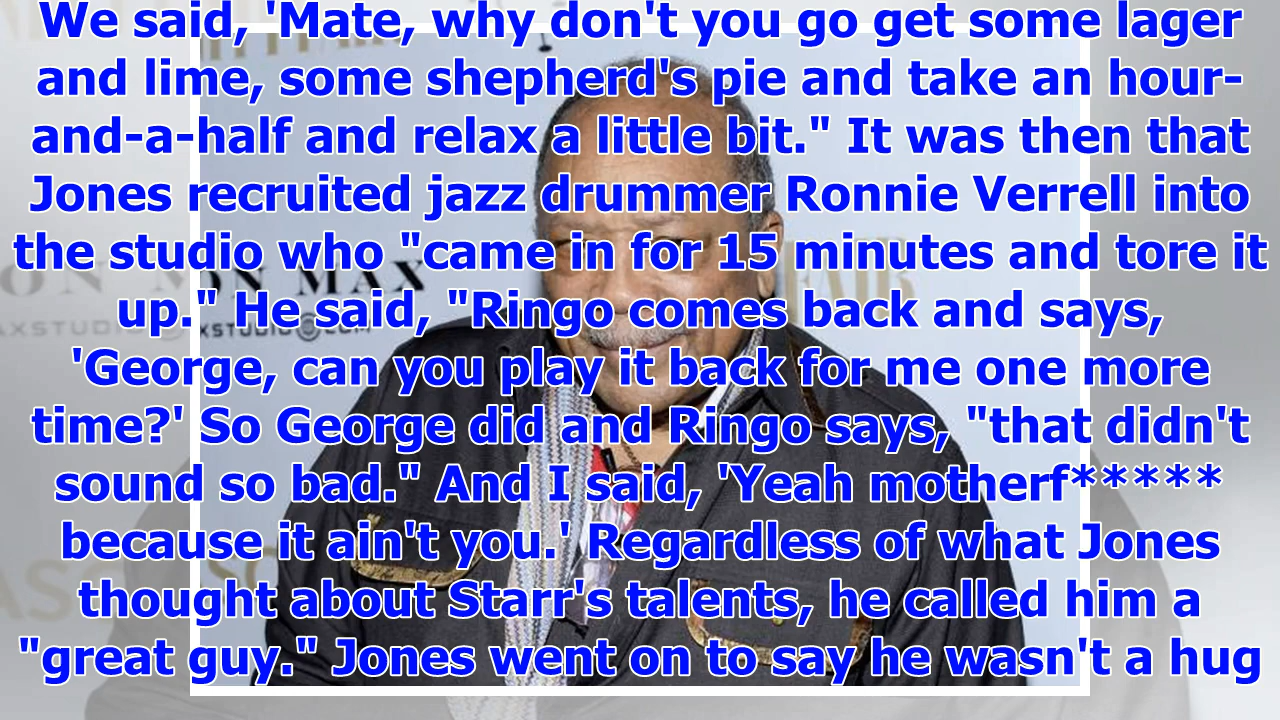 We said, 'Mate, why don't you go get some lager
and lime, some shepherd's pie and take an hour-
and-a-half and relax a little bit." It was then that
Jones recruited jazz drummer Ronnie Verrell into
the studio who "came in for 15 minutes and tore it
up." He said, "Ringo comes back and says,
'George, can you play it back for me one more
time?' So George did and Ringo says, "that didn't
sound so bad." And I said, 'Yeah motherf*****
because it ain't you.' Regardless of what Jones
thought about Starr's talents, he called him a
"great guy." Jones went on to say he wasn't a hug
ON MAX